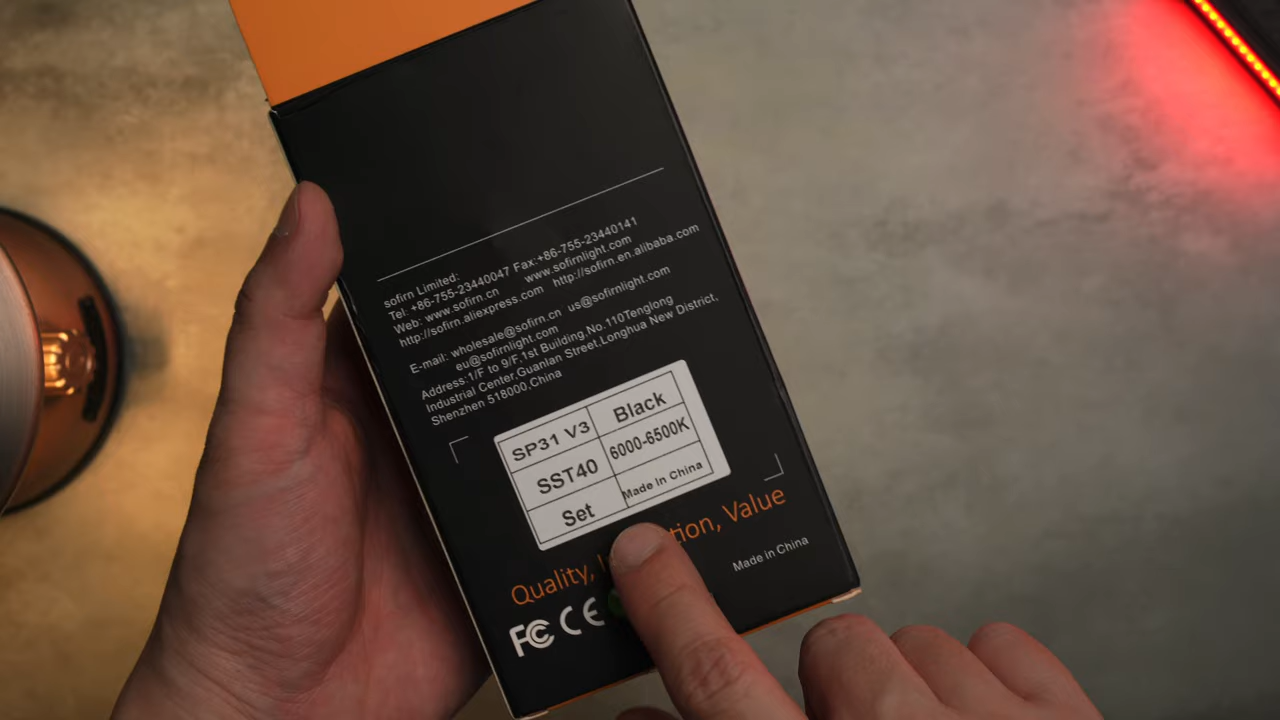 sofirn Limited:
Tel: +86-755-23440047 Fax:+86-755-23440141
Web: www.sofirn.cn www.sofirnlight.com
http://sofirn.aliexpress.com http://sofirn.en.alibaba.com
E-mail: wholesale@sofirn.cn us@sofirnlight.com
eu@sofirnlight.com
Address:1/F to 9/F,1st Building,No.110Tenglong
Industrial Center,Guanlan Street,Longhua New District,
Shenzhen 518000,China
SP31 V3 Black
SST40 6000-6500K
Set Made In China
Quality, Value
Made in China
FC CE